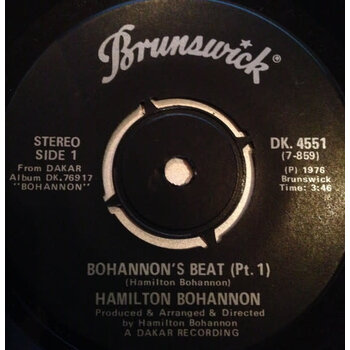 Brunswick
STEREO
SIDE 1
From DAKAR
Album DK.76917
"BOHANNON"
DK. 4551
(7-859)
(P) 1976
Brunswick
Time: 3:46
BOHANNON'S BEAT (Pt. 1)
(Hamilton Bohannon)
HAMILTON BOHANNON
Produced & Arranged & Directed
by Hamilton Bohannon
A DAKAR RECORDING